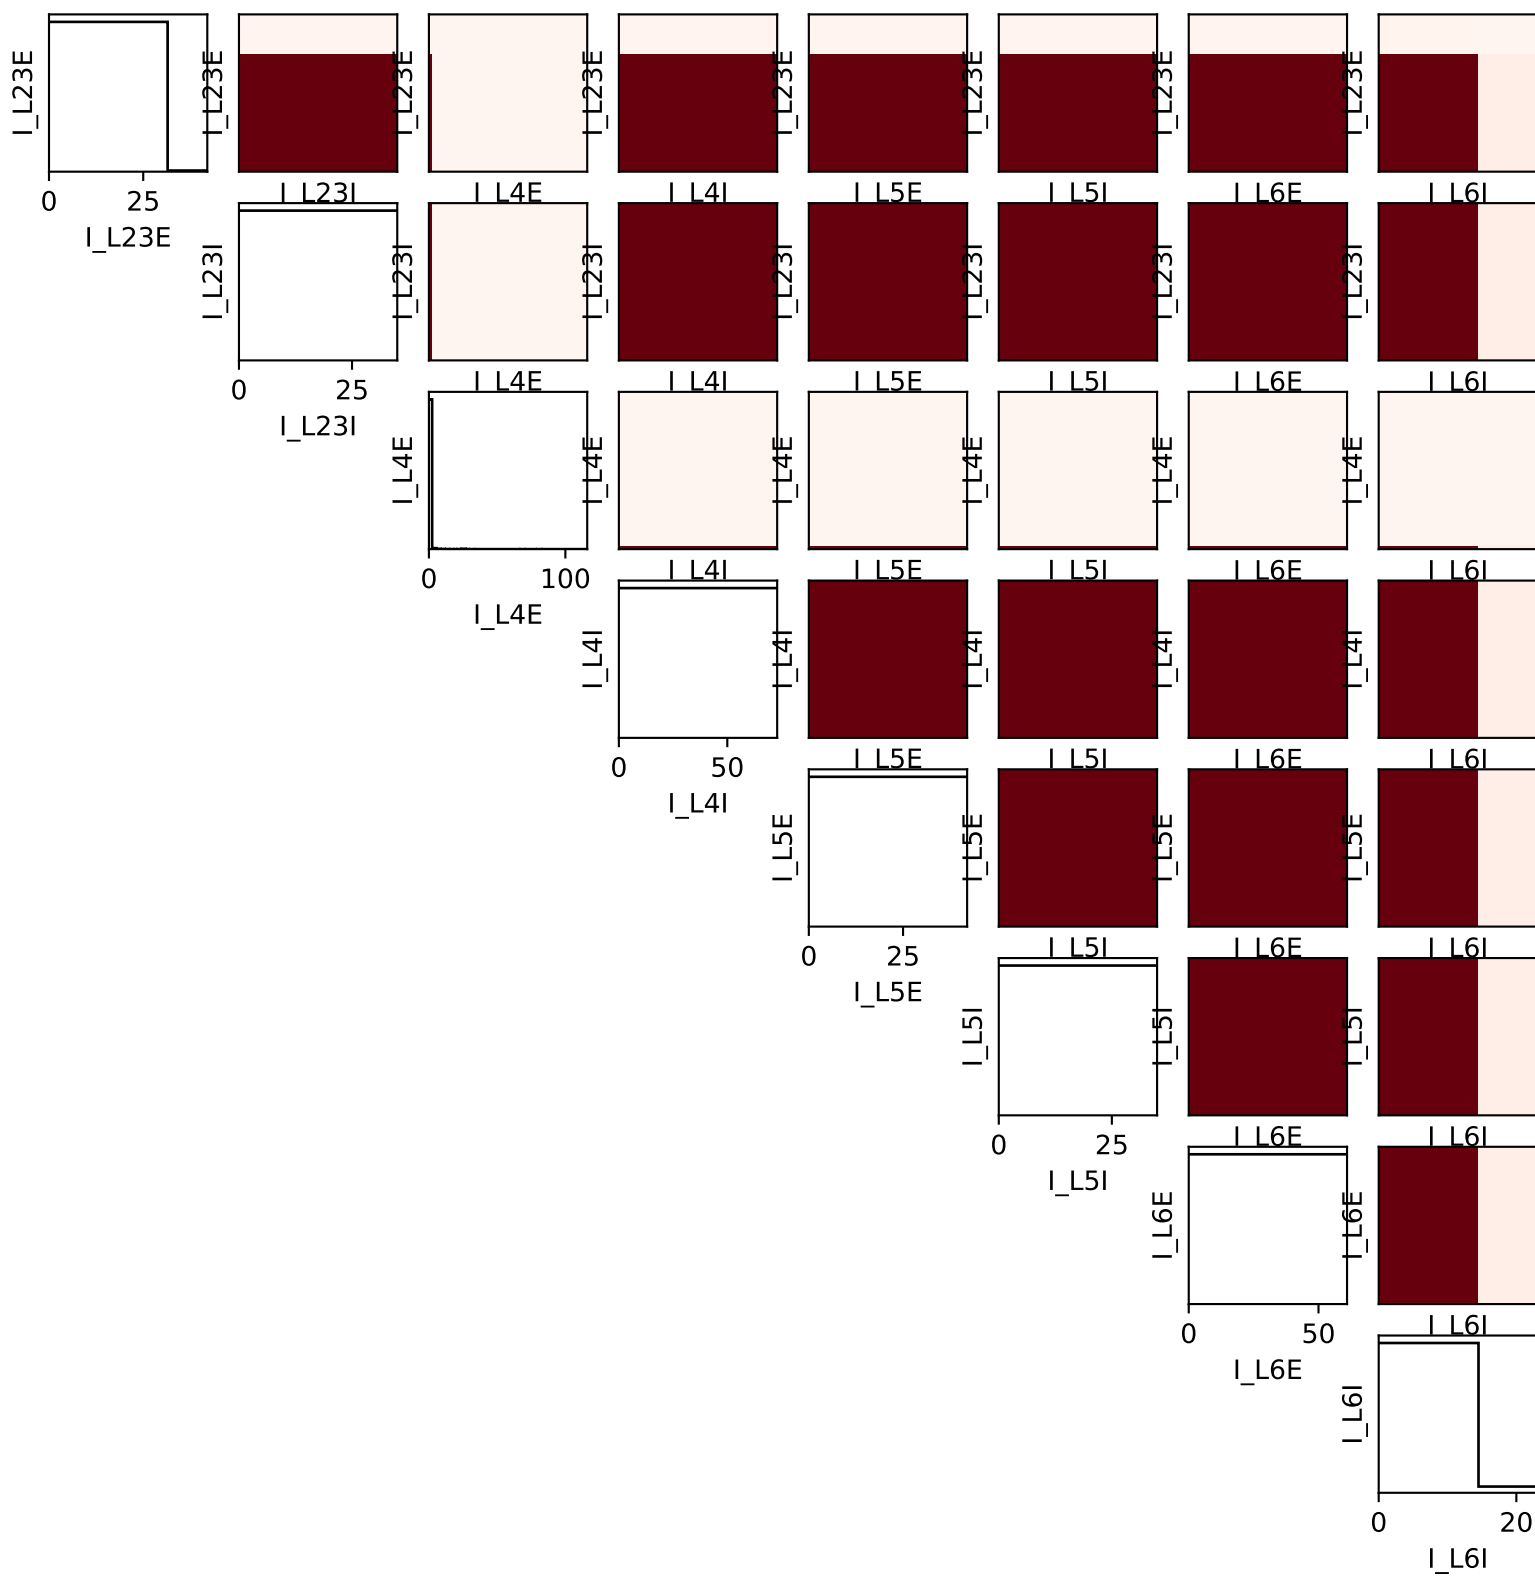 I_L23E I_L23E I_L23E I_L23E I_L23E I_L23E I_L23E I_L23E
I_L23I I_L4E I_L4I I_L5E I_L5I I_L6E I_L6I
0 25
I_L23E
I_L23I I_L23I I_L23I I_L23I I_L23I I_L23I I_L23I
I_L4E I_L4I I_L5E I_L5I I_L6E I_L6I
0 25
I_L23I
I_L4E I_L4E I_L4E I_L4E I_L4E I_L4E
I_L4I I_L5E I_L5I I_L6E I_L6I
0 100
I_L4E
I_L4I I_L4I I_L4I I_L4I I_L4I
I_L5E I_L5I I_L6E I_L6I
0 50
I_L4I
I_L5E I_L5E I_L5E I_L5E
I_L5I I_L6E I_L6I
0 25
I_L5E
I_L5I I_L5I I_L5I
I_L6E I_L6I
0 25
I_L5I
I_L6E I_L6E
I_L6I
0 50
I_L6E
I_L6I
0 20
I_L6I